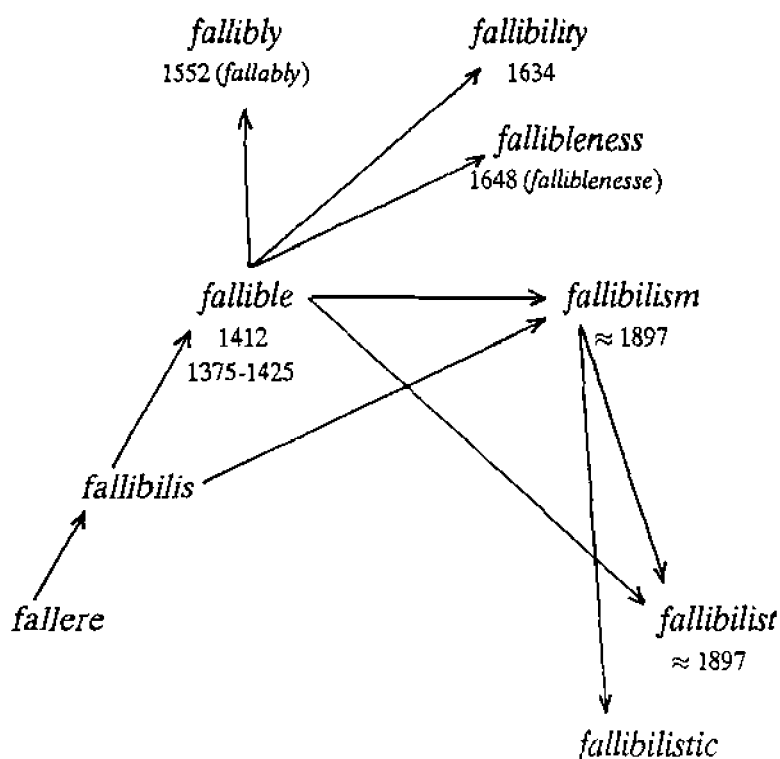 fallibly
1552 (fallably)
fallibility
1634
fallibleness
1648 (falliblenesse)
fallible
1412
1375-1425
fallibilism
≈ 1897
fallibilis
fallere
fallibilist
≈ 1897
fallibilistic